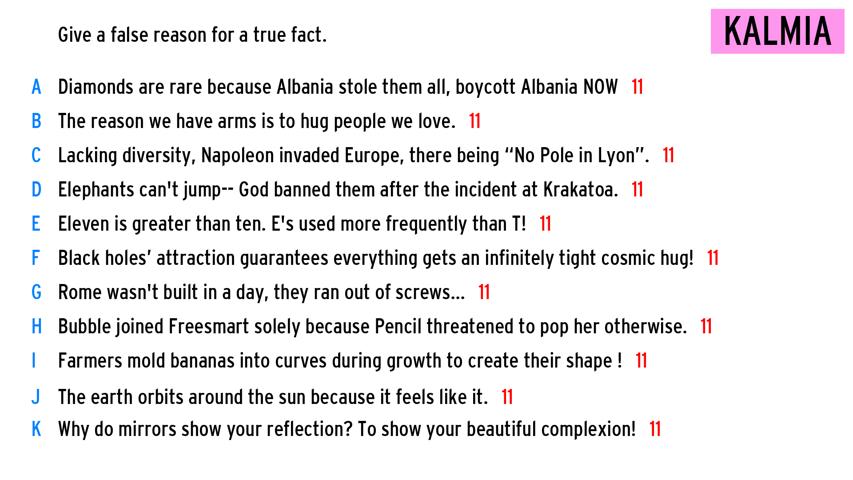 Give a false reason for a true fact.
KALMIA
A Diamonds are rare because Albania stole them all, boycott Albania NOW 11
B The reason we have arms is to hug people we love. 11
C Lacking diversity, Napoleon invaded Europe, there being “No Pole in Lyon”. 11
D Elephants can't jump-- God banned them after the incident at Krakatoa. 11
E Eleven is greater than ten. E's used more frequently than T! 11
F Black holes’ attraction guarantees everything gets an infinitely tight cosmic hug! 11
G Rome wasn't built in a day, they ran out of screws... 11
H Bubble joined Freesmart solely because Pencil threatened to pop her otherwise. 11
I Farmers mold bananas into curves during growth to create their shape ! 11
J The earth orbits around the sun because it feels like it. 11
K Why do mirrors show your reflection? To show your beautiful complexion! 11